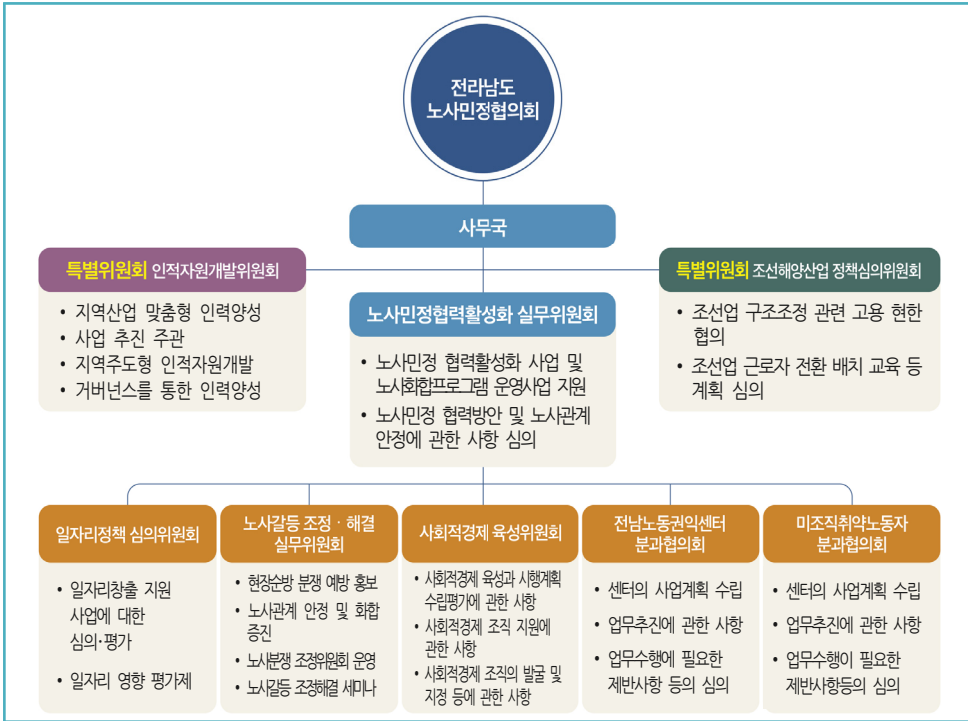 전라남도
노사민정협의회
사무국
특별위원회 인적자원개발위원회
• 지역산업 맞춤형 인력양성
• 사업 추진 주관
• 지역주도형 인적자원개발
• 거버넌스를 통한 인력양성
노사민정협력활성화 실무위원회
• 노사민정 협력활성화 사업 및
노사화합프로그램 운영사업 지원
• 노사민정 협력방안 및 노사관계
안정에 관한 사항 심의
특별위원회 조선해양산업 정책심의위원회
• 조선업 구조조정 관련 고용 현한
협의
• 조선업 근로자 전환 배치 교육 등
계획 심의
일자리정책 심의위원회
• 일자리창출 지원
사업에 대한
심의·평가
• 일자리 영향 평가제
노사갈등 조정 · 해결
실무위원회
• 현장순방 분쟁 예방 홍보
• 노사관계 안정 및 화합
증진
• 노사분쟁 조정위원회 운영
• 노사갈등 조정해결 세미나
사회적경제 육성위원회
• 사회적경제 육성과 시행계획
수립평가에 관한 사항
• 사회적경제 조직 지원에
관한 사항
• 사회적경제 조직의 발굴 및
지정 등에 관한 사항
전남노동권익센터
분과협의회
• 센터의 사업계획 수립
• 업무추진에 관한 사항
• 업무수행에 필요한
제반사항 등의 심의
미조직취약노동자
분과협의회
• 센터의 사업계획 수립
• 업무추진에 관한 사항
• 업무수행이 필요한
제반사항등의 심의